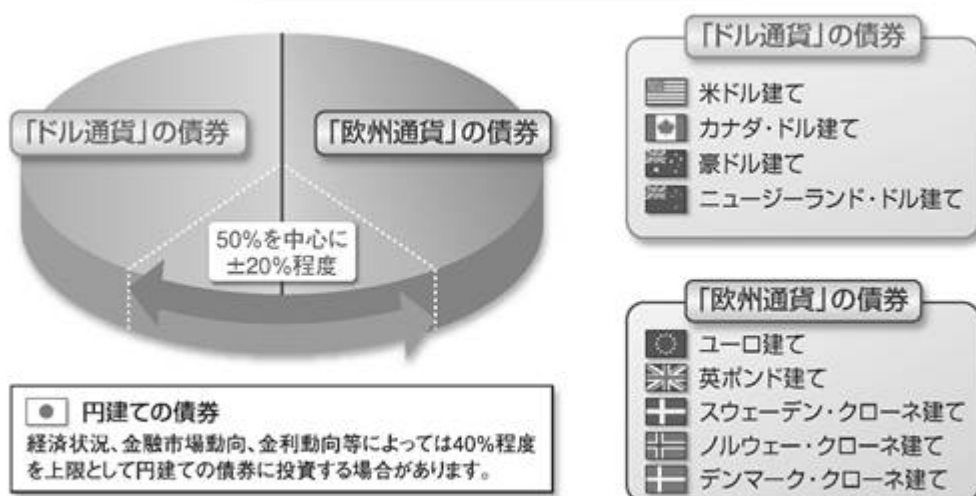 「ドル通貨」の債券
「欧州通貨」の債券
50%を中心に
±20%程度
円建ての債券
経済状況、金融市場動向、金利動向等によっては40%程度
を上限として円建ての債券に投資する場合があります。
「ドル通貨」の債券
米ドル建て
カナダ・ドル建て
豪ドル建て
ニュージーランド・ドル建て
「欧州通貨」の債券
ユーロ建て
英ポンド建て
スウェーデン・クローネ建て
ノルウェー・クローネ建て
デンマーク・クローネ建て